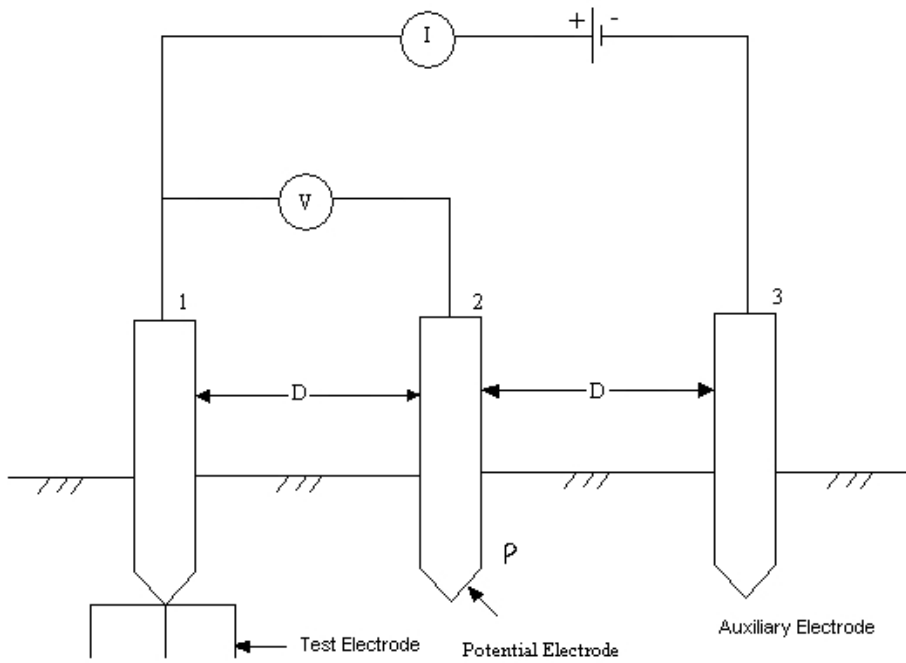 I
+ -
V
1
2
3
D
D
P
Test Electrode
Potential Electrode
Auxiliary Electrode